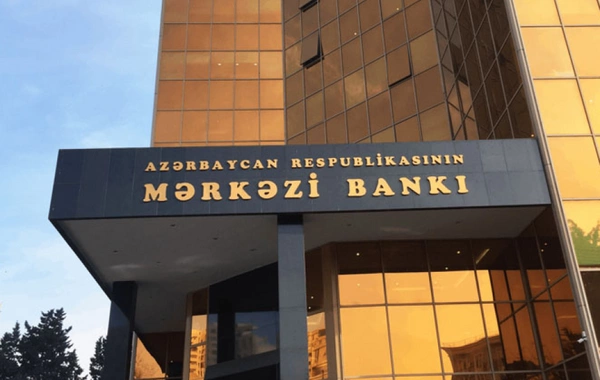 AZƏRBAYCAN RESPUBLİKASININ
MƏRKƏZİ BANKI